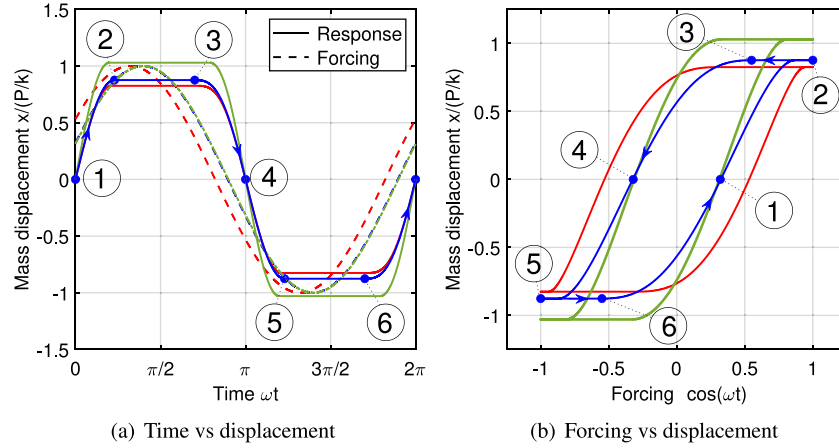 1.5
1
0.5
0
-0.5
-1
-1.5
Mass displacement x/(P/k)
0
π/2
π
3π/2
2π
Time ωt
Response
Forcing
1
2
3
4
5
6
(a) Time vs displacement
1
0.5
0
-0.5
-1
Mass displacement x/(P/k)
-1
-0.5
0
0.5
1
Forcing cos(ωt)
3
2
4
1
5
6
(b) Forcing vs displacement